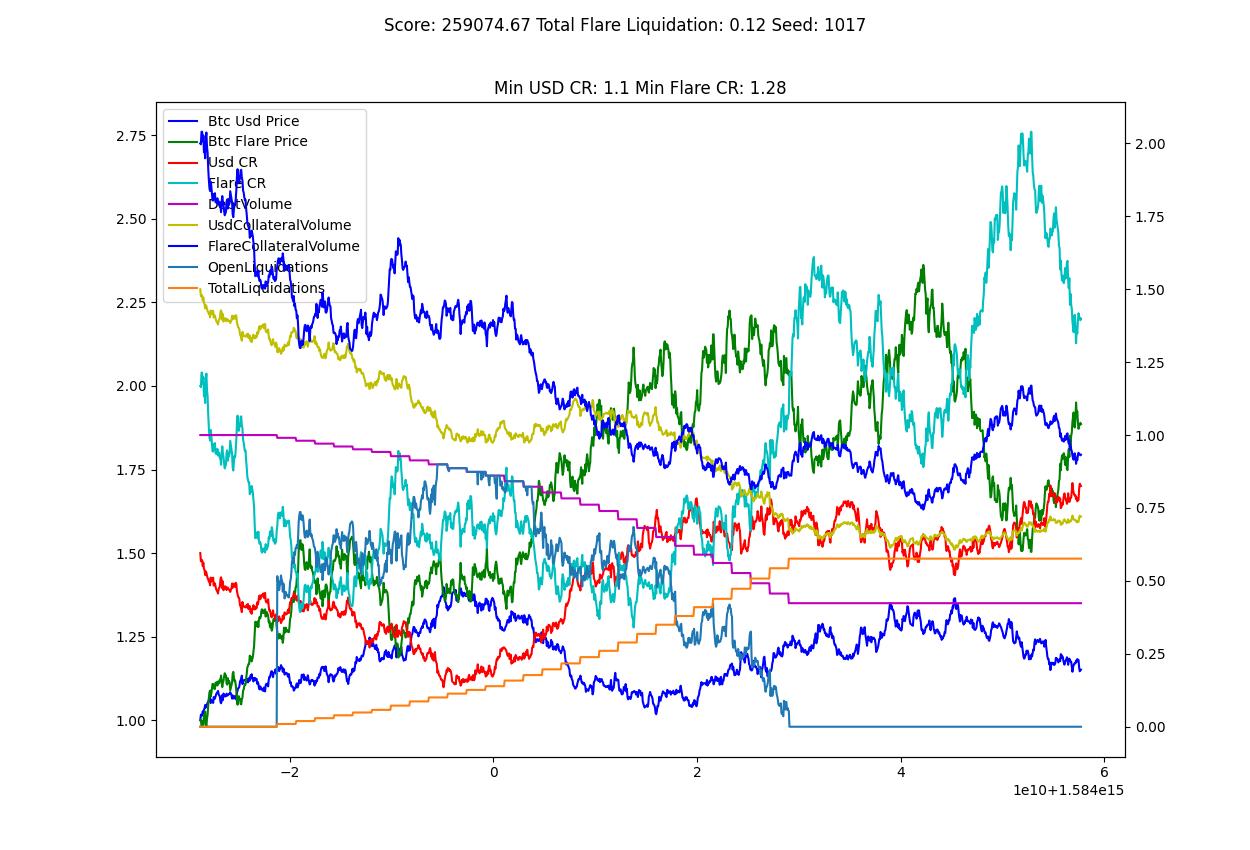 Score: 259074.67 Total Flare Liquidation: 0.12 Seed: 1017
Min USD CR: 1.1 Min Flare CR: 1.28
Btc Usd Price
Btc Flare Price
Usd CR
Flare CR
DebtVolume
UsdCollateralVolume
FlareCollateralVolume
OpenLiquidations
TotalLiquidations
2.75
2.50
2.25
2.00
1.75
1.50
1.25
1.00
2.00
1.75
1.50
1.25
1.00
0.75
0.50
0.25
0.00
−2
0
2
4
6
1e10+1.584e15